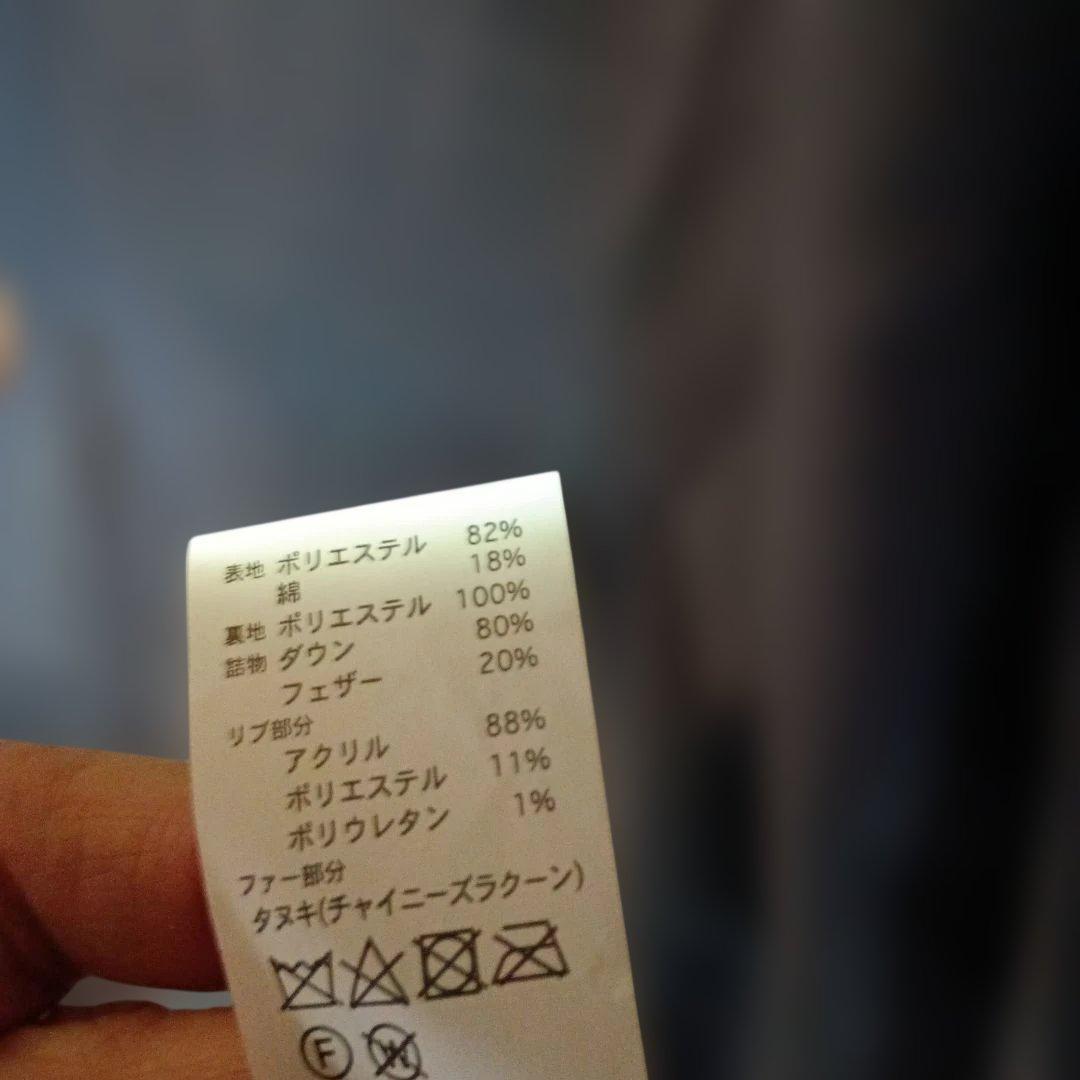 表地 ポリエステル 82%
綿 18%
裏地 ポリエステル 100%
詰物 ダウン 80%
フェザー 20%
リブ部分
アクリル 88%
ポリエステル 11%
ポリウレタン 1%
ファー部分
タヌキ(チャイニーズラクーン)
F
W